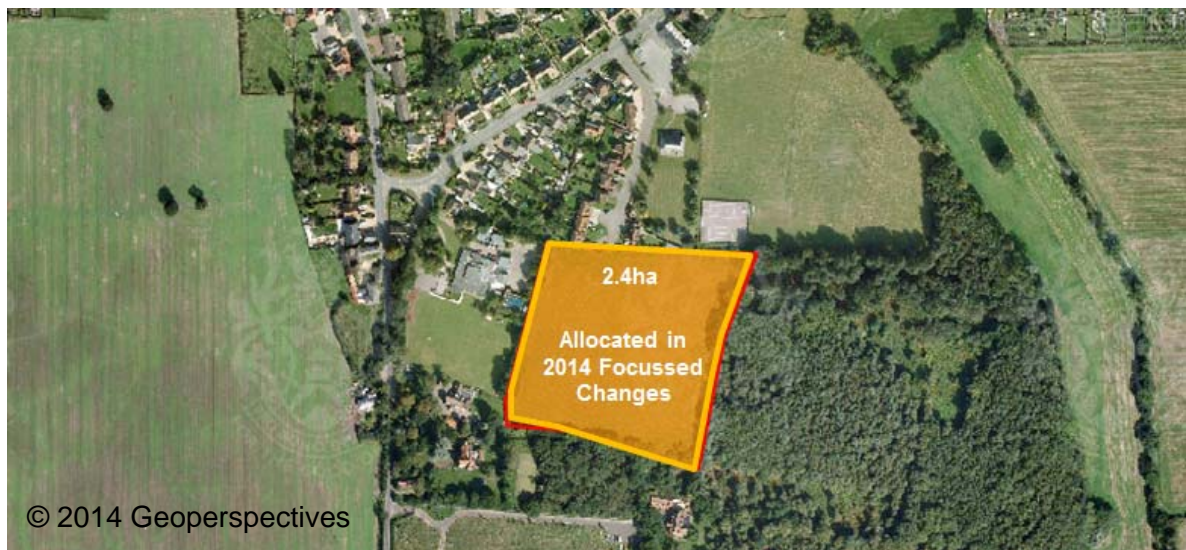 2.4ha
Allocated in
2014 Focussed
Changes
© 2014 Geoperspectives